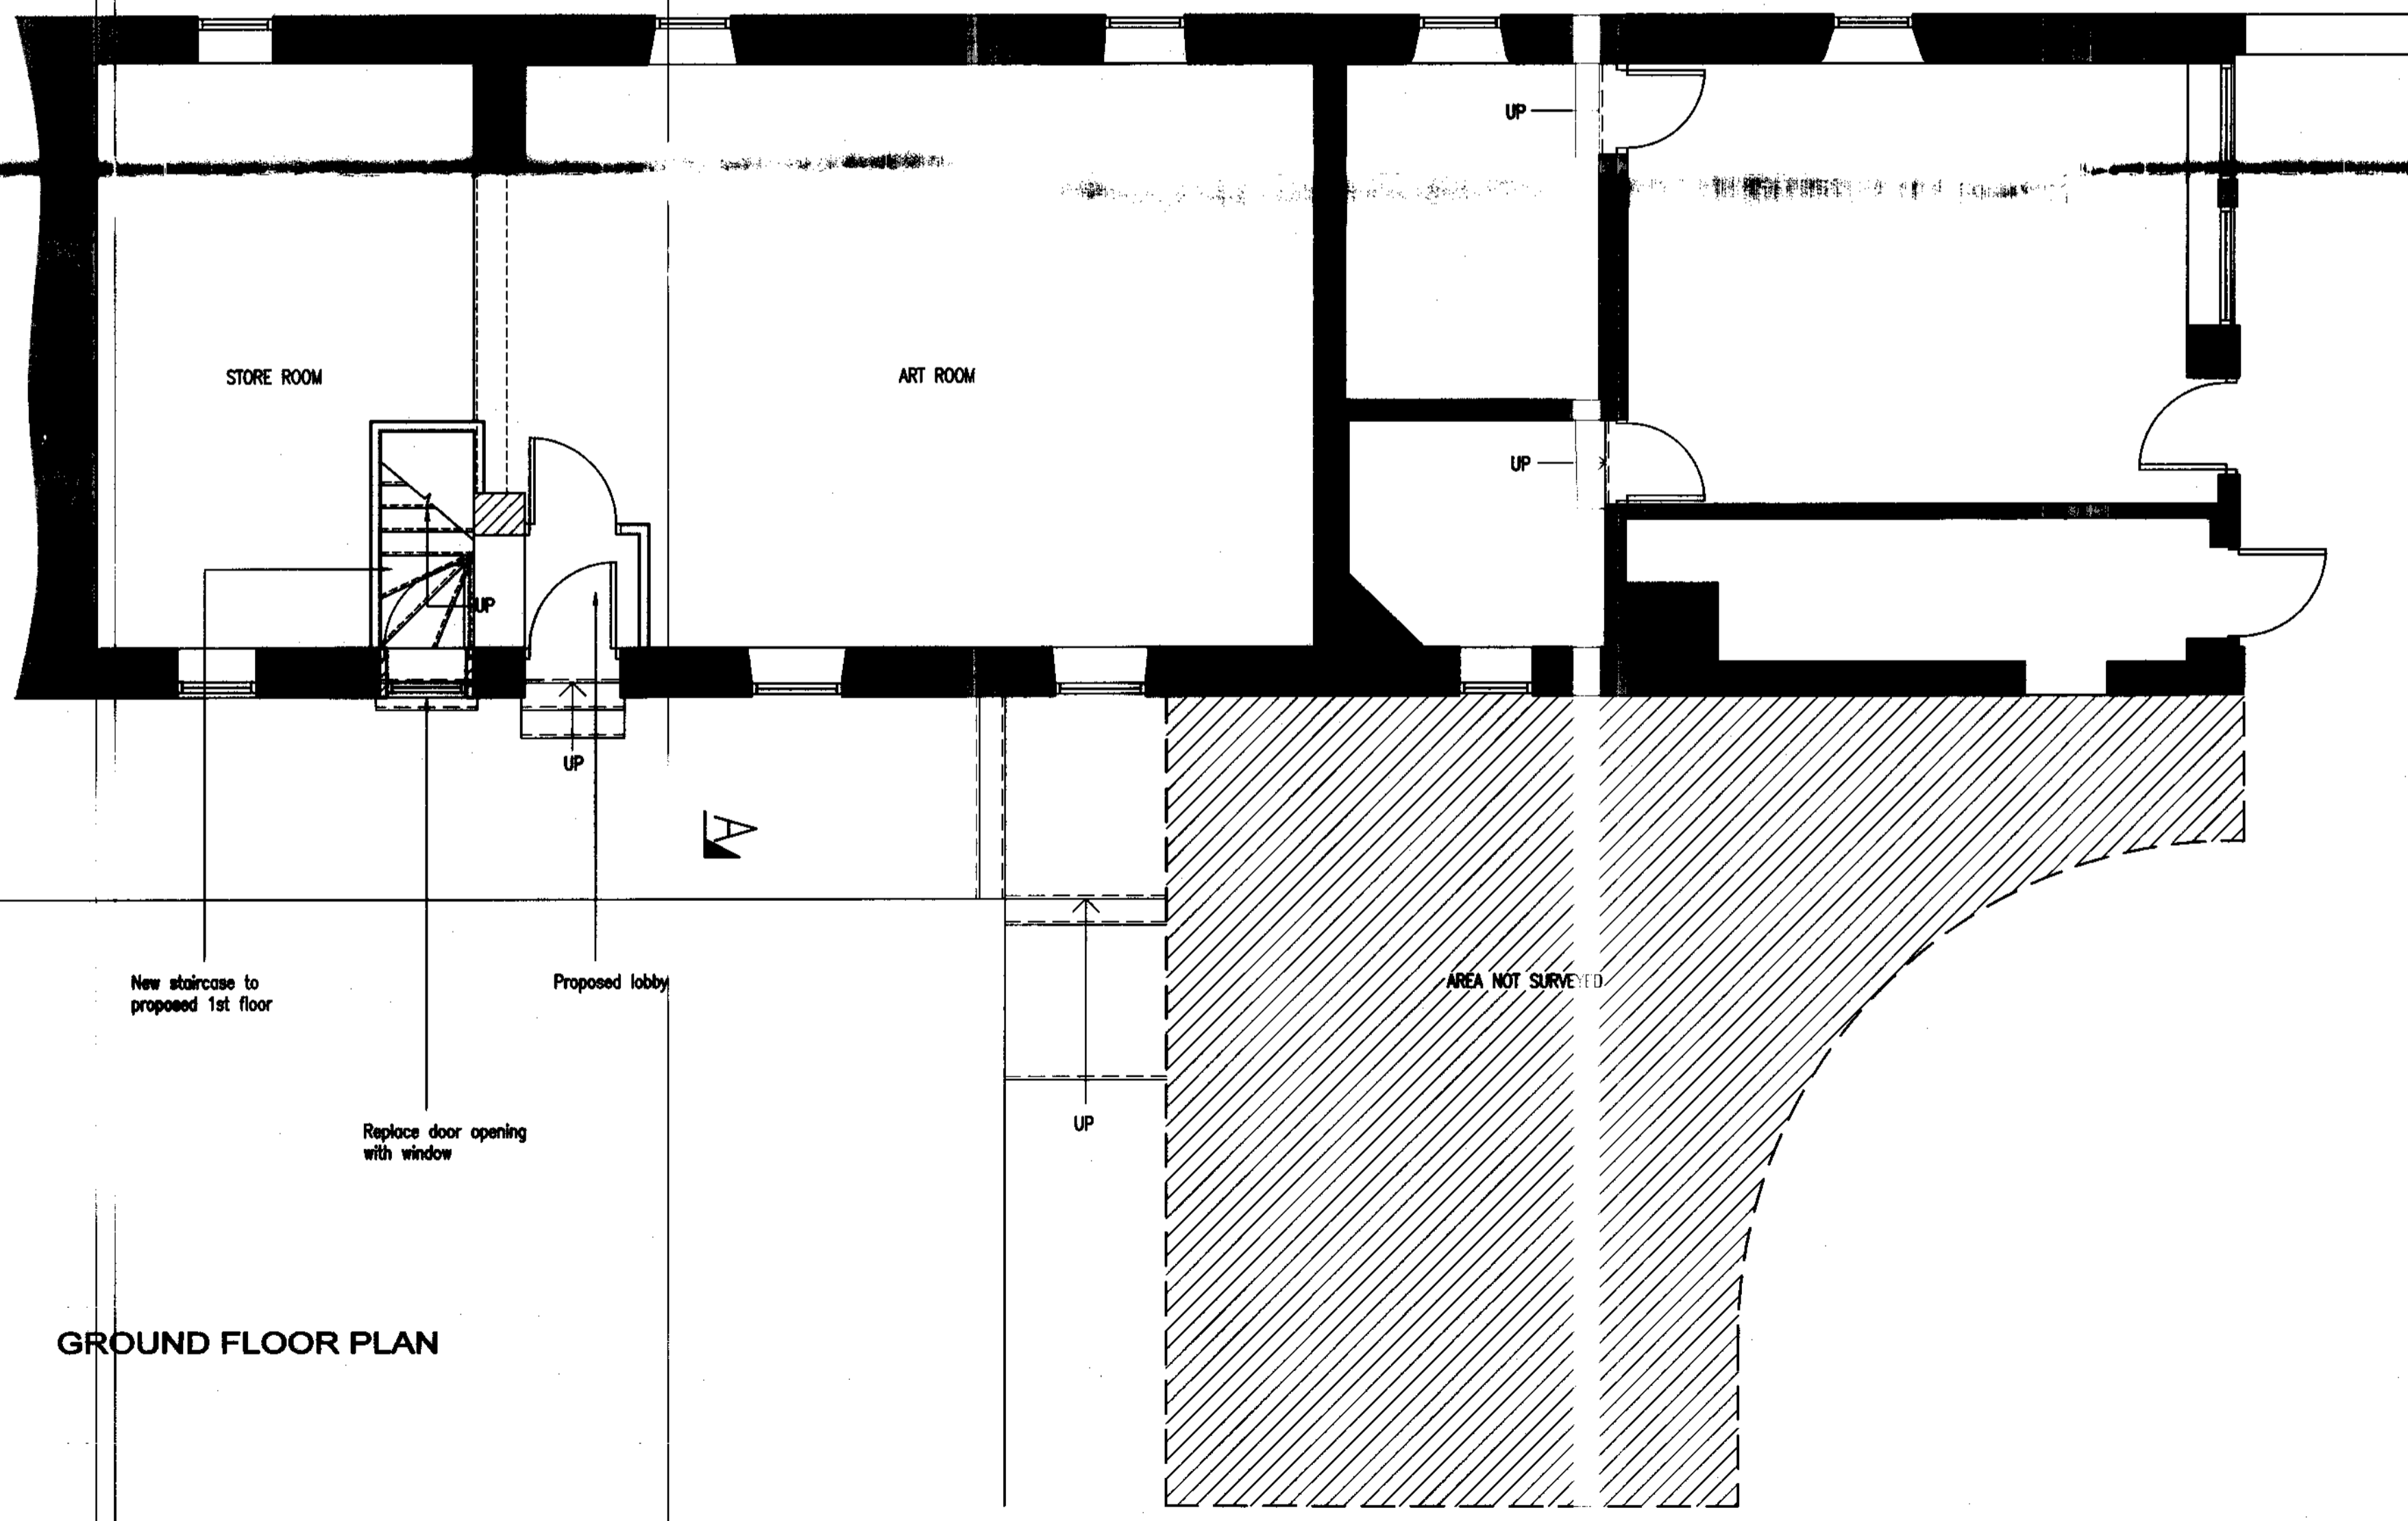 UP
STORE ROOM
ART ROOM
UP
UP
UP
A
New staircase to
proposed 1st floor
Proposed lobby
AREA NOT SURVEYED
Replace door opening
with window
UP
GROUND FLOOR PLAN